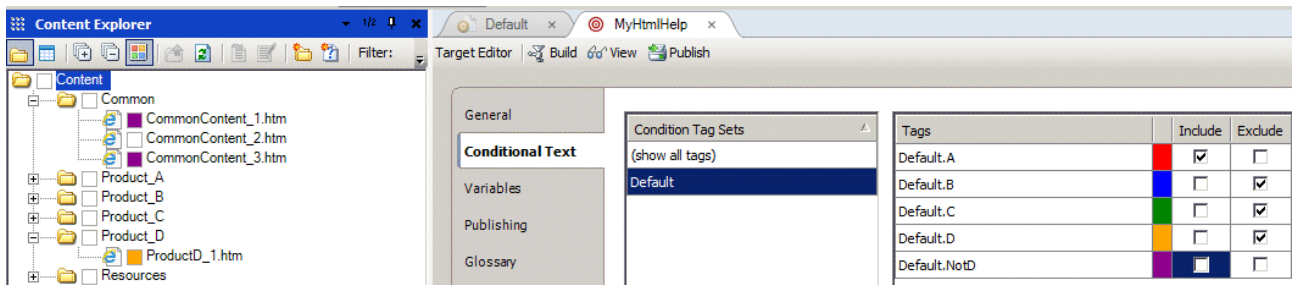 Content Explorer
1/2
Filter:
Content
Common
CommonContent_1.htm
CommonContent_2.htm
CommonContent_3.htm
Product_A
Product_B
Product_C
Product_D
ProductD_1.htm
Resources
Default
MyHtmlHelp
Target Editor Build View Publish
General
Conditional Text
Variables
Publishing
Glossary
Condition Tag Sets
(show all tags)
Default
Tags Include Exclude
Default.A
Default.B
Default.C
Default.D
Default.NotD